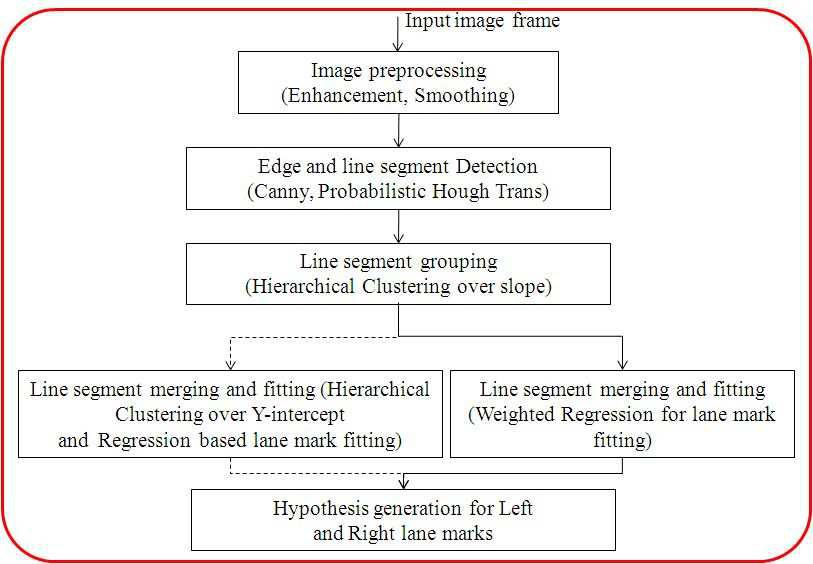 Input image frame
Image preprocessing
(Enhancement, Smoothing)
Edge and line segment Detection
(Canny, Probabilistic Hough Trans)
Line segment grouping
(Hierarchical Clustering over slope)
Line segment merging and fitting (Hierarchical
Clustering over Y-intercept
and Regression based lane mark fitting)
Line segment merging and fitting
(Weighted Regression for lane mark
fitting)
Hypothesis generation for Left
and Right lane marks